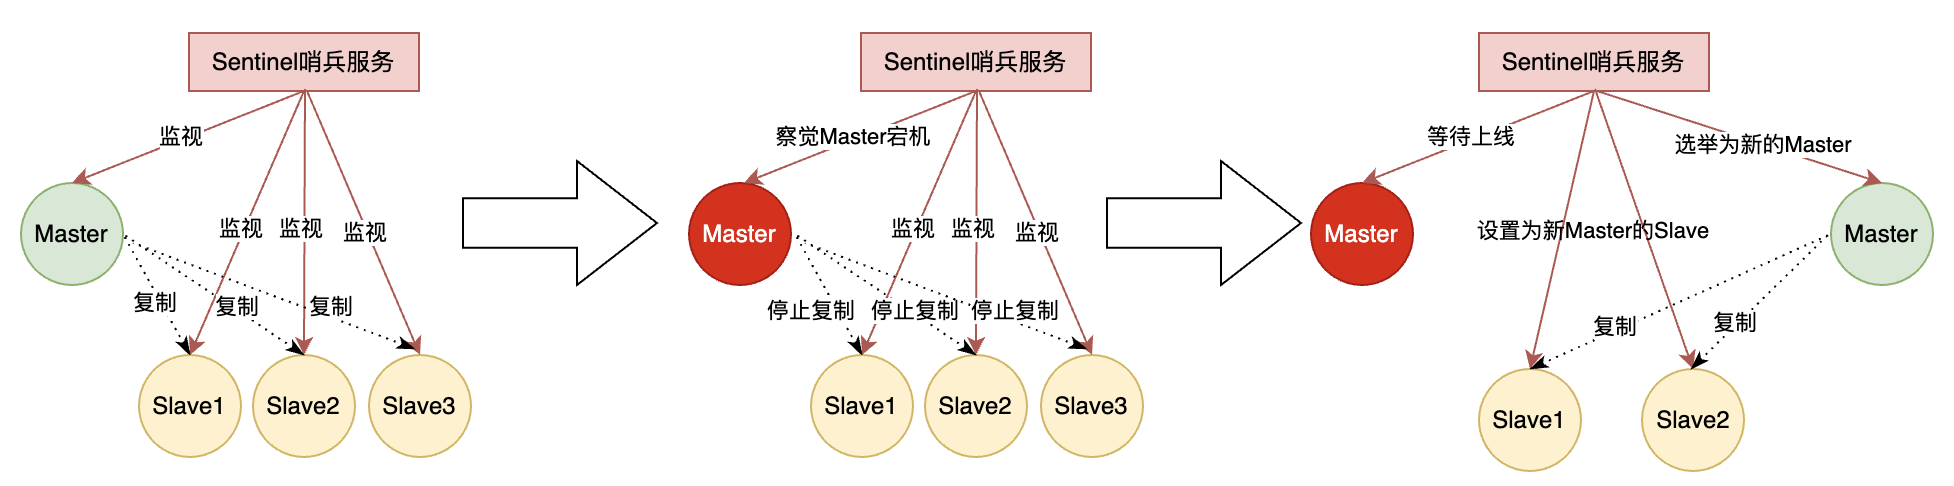 Sentinel哨兵服务
监视
Master
监视
监视
监视
复制
复制
复制
Slave1
Slave2
Slave3
Sentinel哨兵服务
察觉Master宕机
Master
监视
监视
监视
停止复制
停止复制
停止复制
Slave1
Slave2
Slave3
Sentinel哨兵服务
等待上线
选举为新的Master
Master
设置为新Master的Slave
Master
复制
复制
Slave1
Slave2